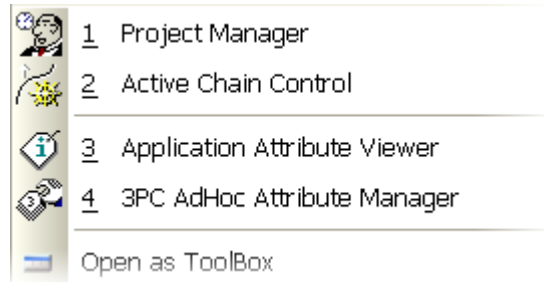 1 Project Manager
2 Active Chain Control
3 Application Attribute Viewer
4 3PC AdHoc Attribute Manager
Open as ToolBox